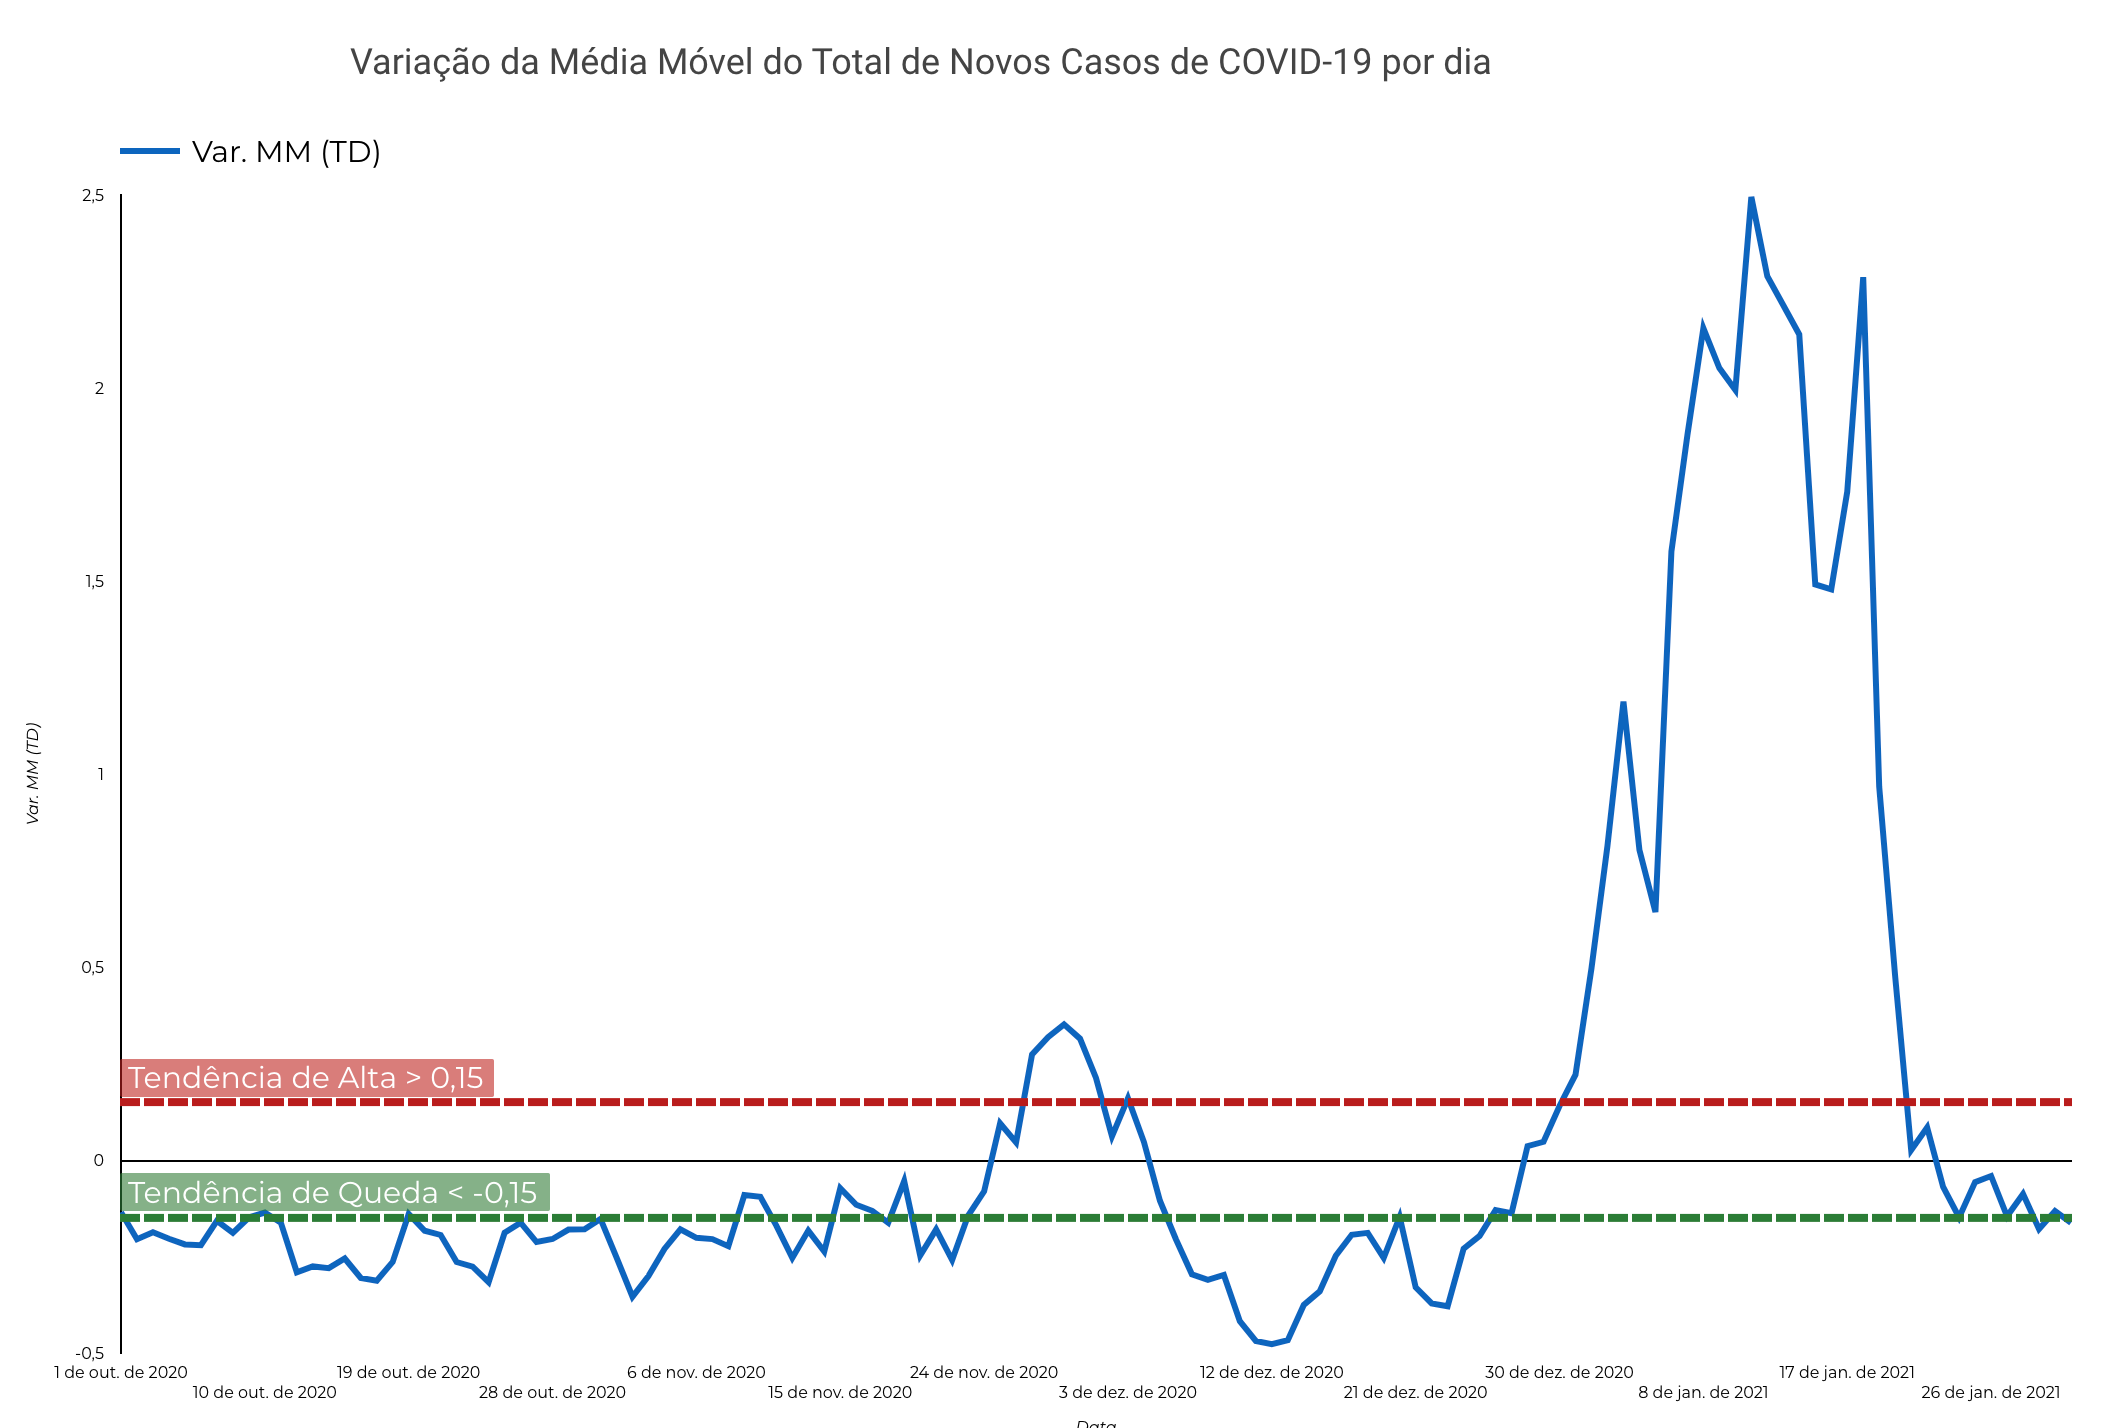 Variação da Média Móvel do Total de Novos Casos de COVID-19 por dia
Var. MM (TD)
2,5
2
1,5
1
0,5
0
-0,5
Var. MM (TD)
Tendência de Alta > 0,15
Tendência de Queda < -0,15
1 de out. de 2020
10 de out. de 2020
19 de out. de 2020
28 de out. de 2020
6 de nov. de 2020
15 de nov. de 2020
24 de nov. de 2020
3 de dez. de 2020
12 de dez. de 2020
21 de dez. de 2020
30 de dez. de 2020
8 de jan. de 2021
17 de jan. de 2021
26 de jan. de 2021
Data